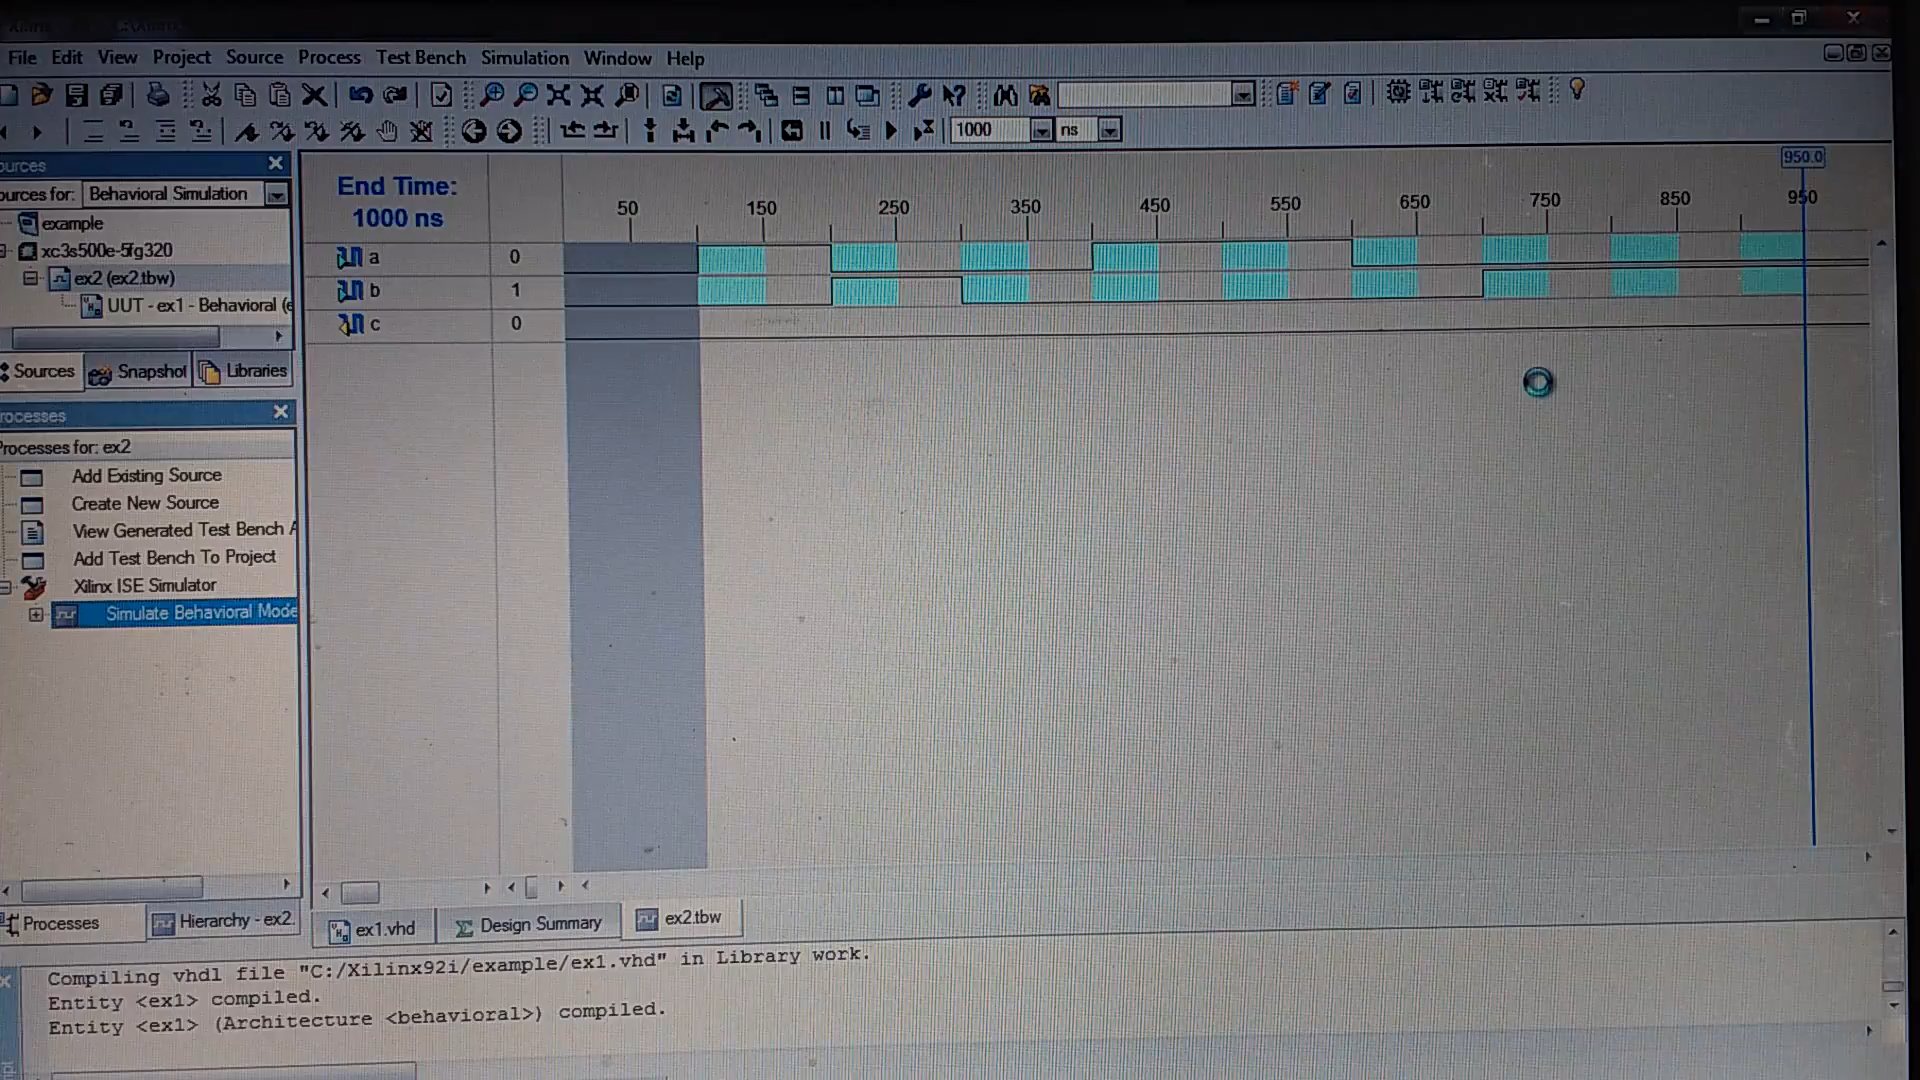 File Edit View Project Source Process Test Bench Simulation Window Help
1000 ns
ources
ources for: Behavioral Simulation
example
xc3s500e-5fg320
ex2 (ex2.tbw)
UUT - ex1 - Behavioral (e
Sources Snapshot Libraries
rocesses
Processes for: ex2
Add Existing Source
Create New Source
View Generated Test Bench A
Add Test Bench To Project
Xilinx ISE Simulator
Simulate Behavioral Mode
Processes Hierarchy - ex2.
End Time:
1000 ns
950.0
50 150 250 350 450 550 650 750 850 950
a 0
b 1
c 0
ex1.vhd Design Summary ex2.tbw
Compiling vhdl file "C:/Xilinx92i/example/ex1.vhd" in Library work.
Entity <ex1> compiled.
Entity <ex1> (Architecture <behavioral>) compiled.